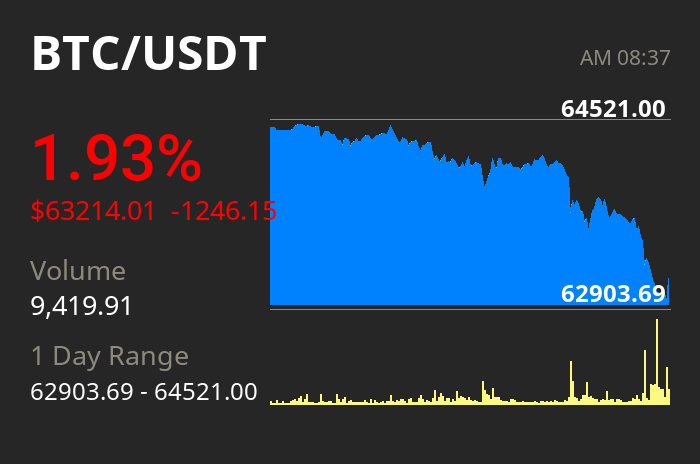 BTC/USDT
AM 08:37
64521.00
1.93%
$63214.01 -1246.15
Volume
9,419.91
62903.69
1 Day Range
62903.69 - 64521.00